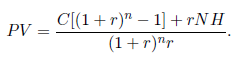 PV = \frac{C[(1 + r)^n − 1] + rNH}{(1 + r)^n r}.